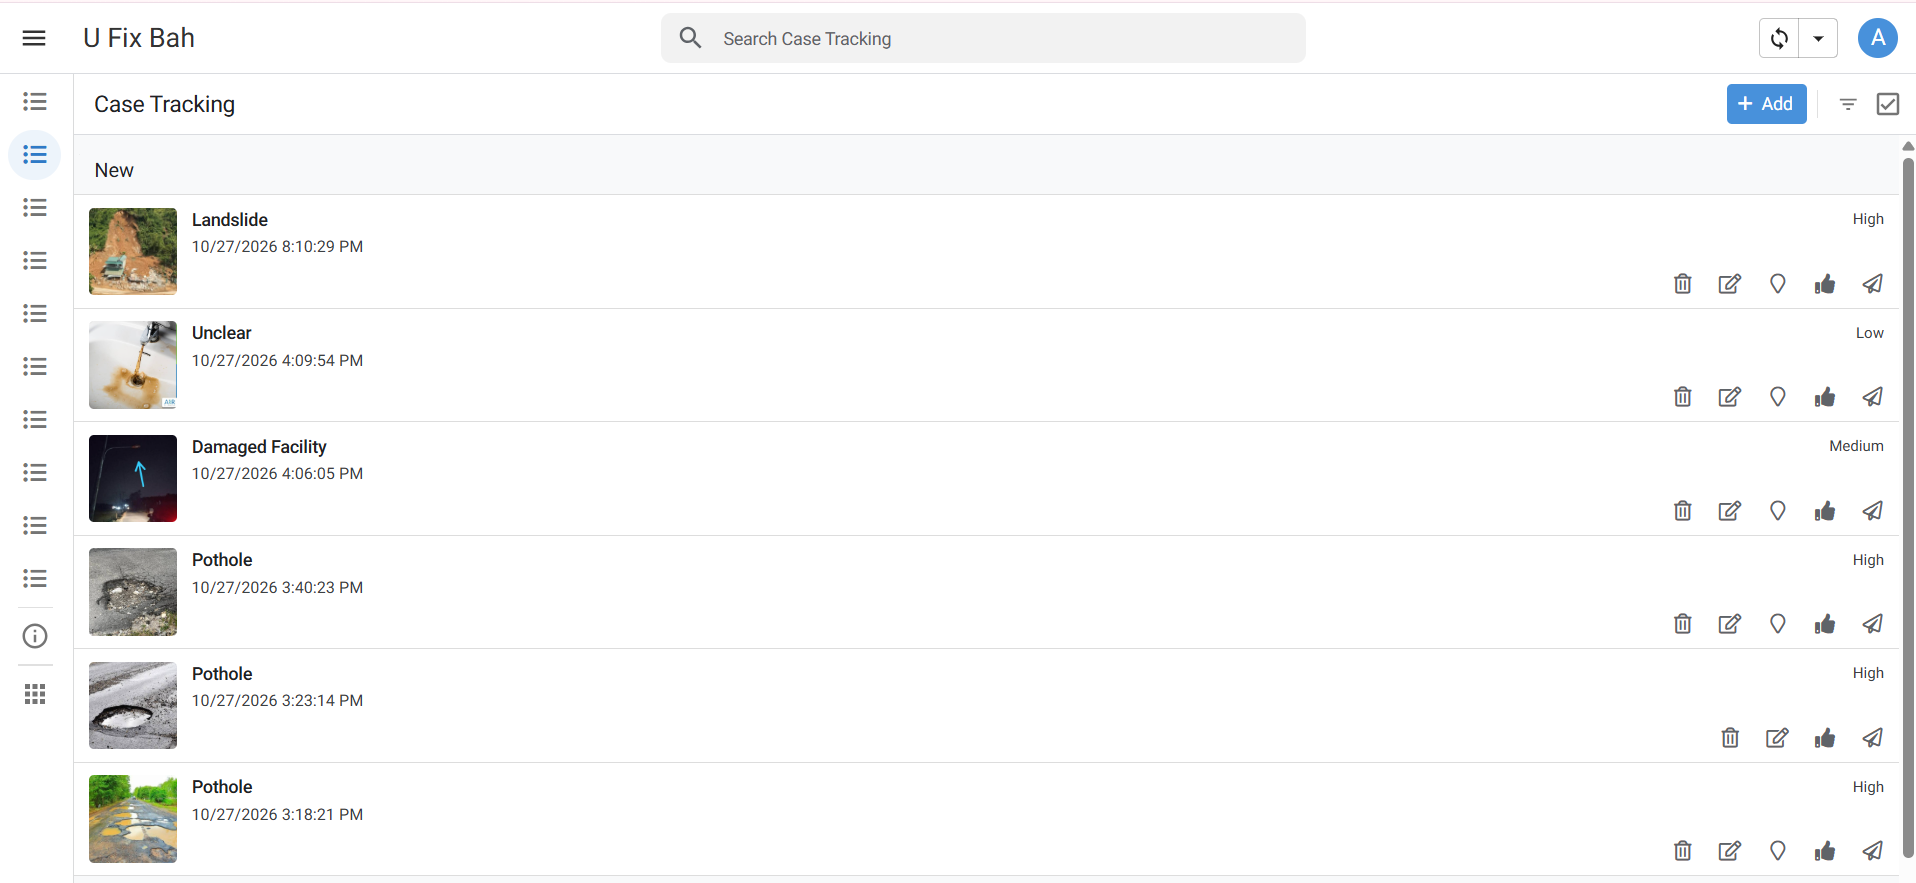 U Fix Bah
Search Case Tracking
A
Case Tracking
+ Add
New
Landslide
High
10/27/2026 8:10:29 PM
Unclear
Low
10/27/2026 4:09:54 PM
AIR
Damaged Facility
Medium
10/27/2026 4:06:05 PM
Pothole
High
10/27/2026 3:40:23 PM
Pothole
High
10/27/2026 3:23:14 PM
Pothole
High
10/27/2026 3:18:21 PM